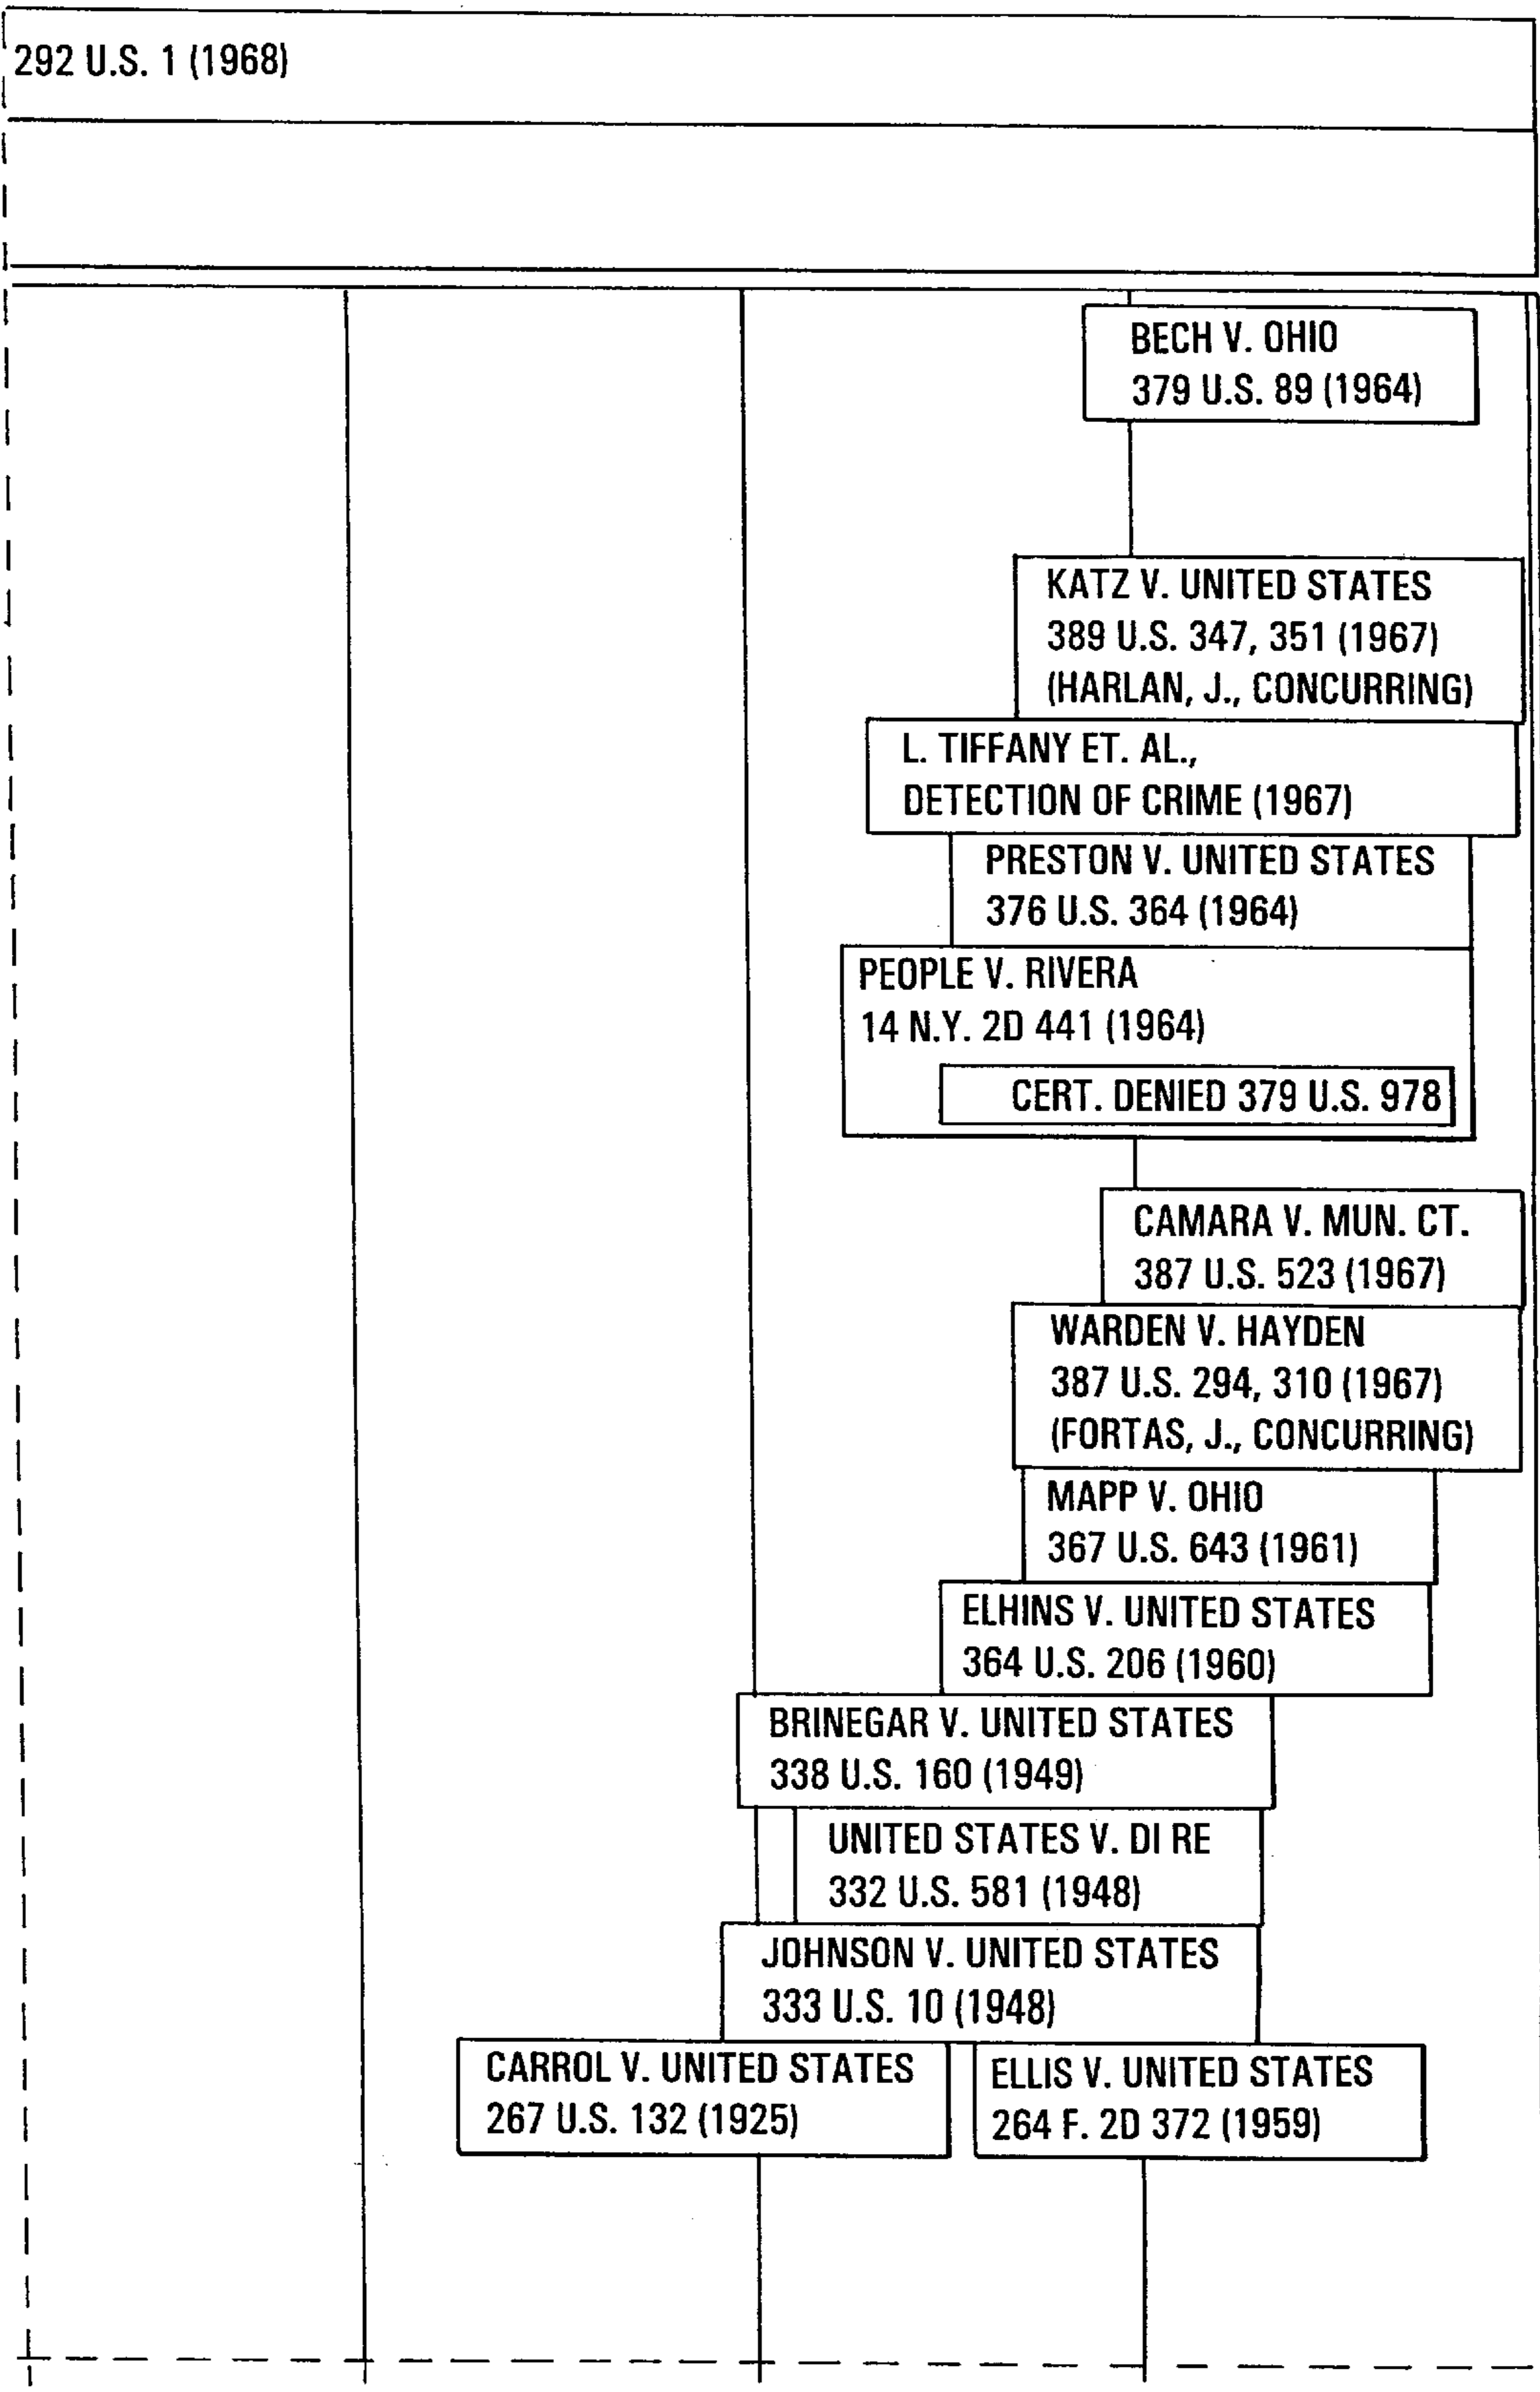 292 U.S. 1 (1968)
BECH V. OHIO
379 U.S. 89 (1964)
KATZ V. UNITED STATES
389 U.S. 347, 351 (1967)
(HARLAN, J., CONCURRING)
L. TIFFANY ET. AL.,
DETECTION OF CRIME (1967)
PRESTON V. UNITED STATES
376 U.S. 364 (1964)
PEOPLE V. RIVERA
14 N.Y. 2D 441 (1964)
CERT. DENIED 379 U.S. 978
CAMARA V. MUN. CT.
387 U.S. 523 (1967)
WARDEN V. HAYDEN
387 U.S. 294, 310 (1967)
(FORTAS, J., CONCURRING)
MAPP V. OHIO
367 U.S. 643 (1961)
ELHINS V. UNITED STATES
364 U.S. 206 (1960)
BRINEGAR V. UNITED STATES
338 U.S. 160 (1949)
UNITED STATES V. DI RE
332 U.S. 581 (1948)
JOHNSON V. UNITED STATES
333 U.S. 10 (1948)
CARROL V. UNITED STATES
267 U.S. 132 (1925)
ELLIS V. UNITED STATES
264 F. 2D 372 (1959)